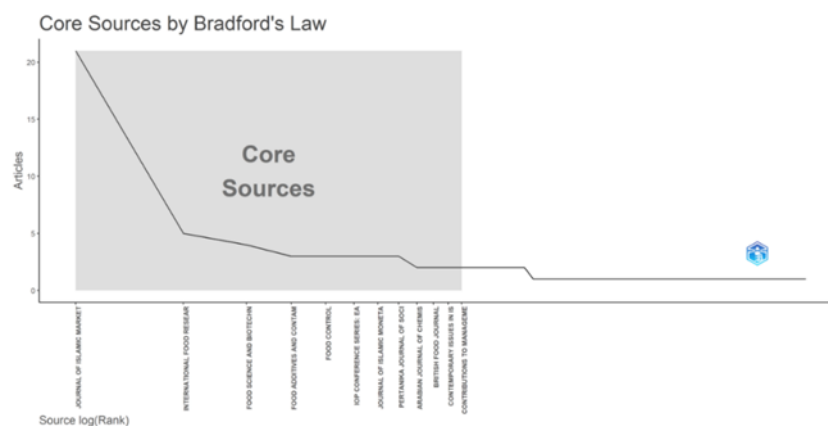 Core Sources by Bradford's Law
20
15
10
5
0
Articles
Core
Sources
JOURNAL OF ISLAMIC MARKET
INTERNATIONAL FOOD RESEAR
FOOD SCIENCE AND BIOTECHN
FOOD ADDITIVES AND CONTAM
FOOD CONTROL
IOP CONFERENCE SERIES: EA
JOURNAL OF ISLAMIC MONETA
PERTANIKA JOURNAL OF SOCI
ARABIAN JOURNAL OF CHEMIS
BRITISH FOOD JOURNAL
CONTEMPORARY ISSUES IN IS
CONTRIBUTIONS TO MANAGEME
Source log(Rank)